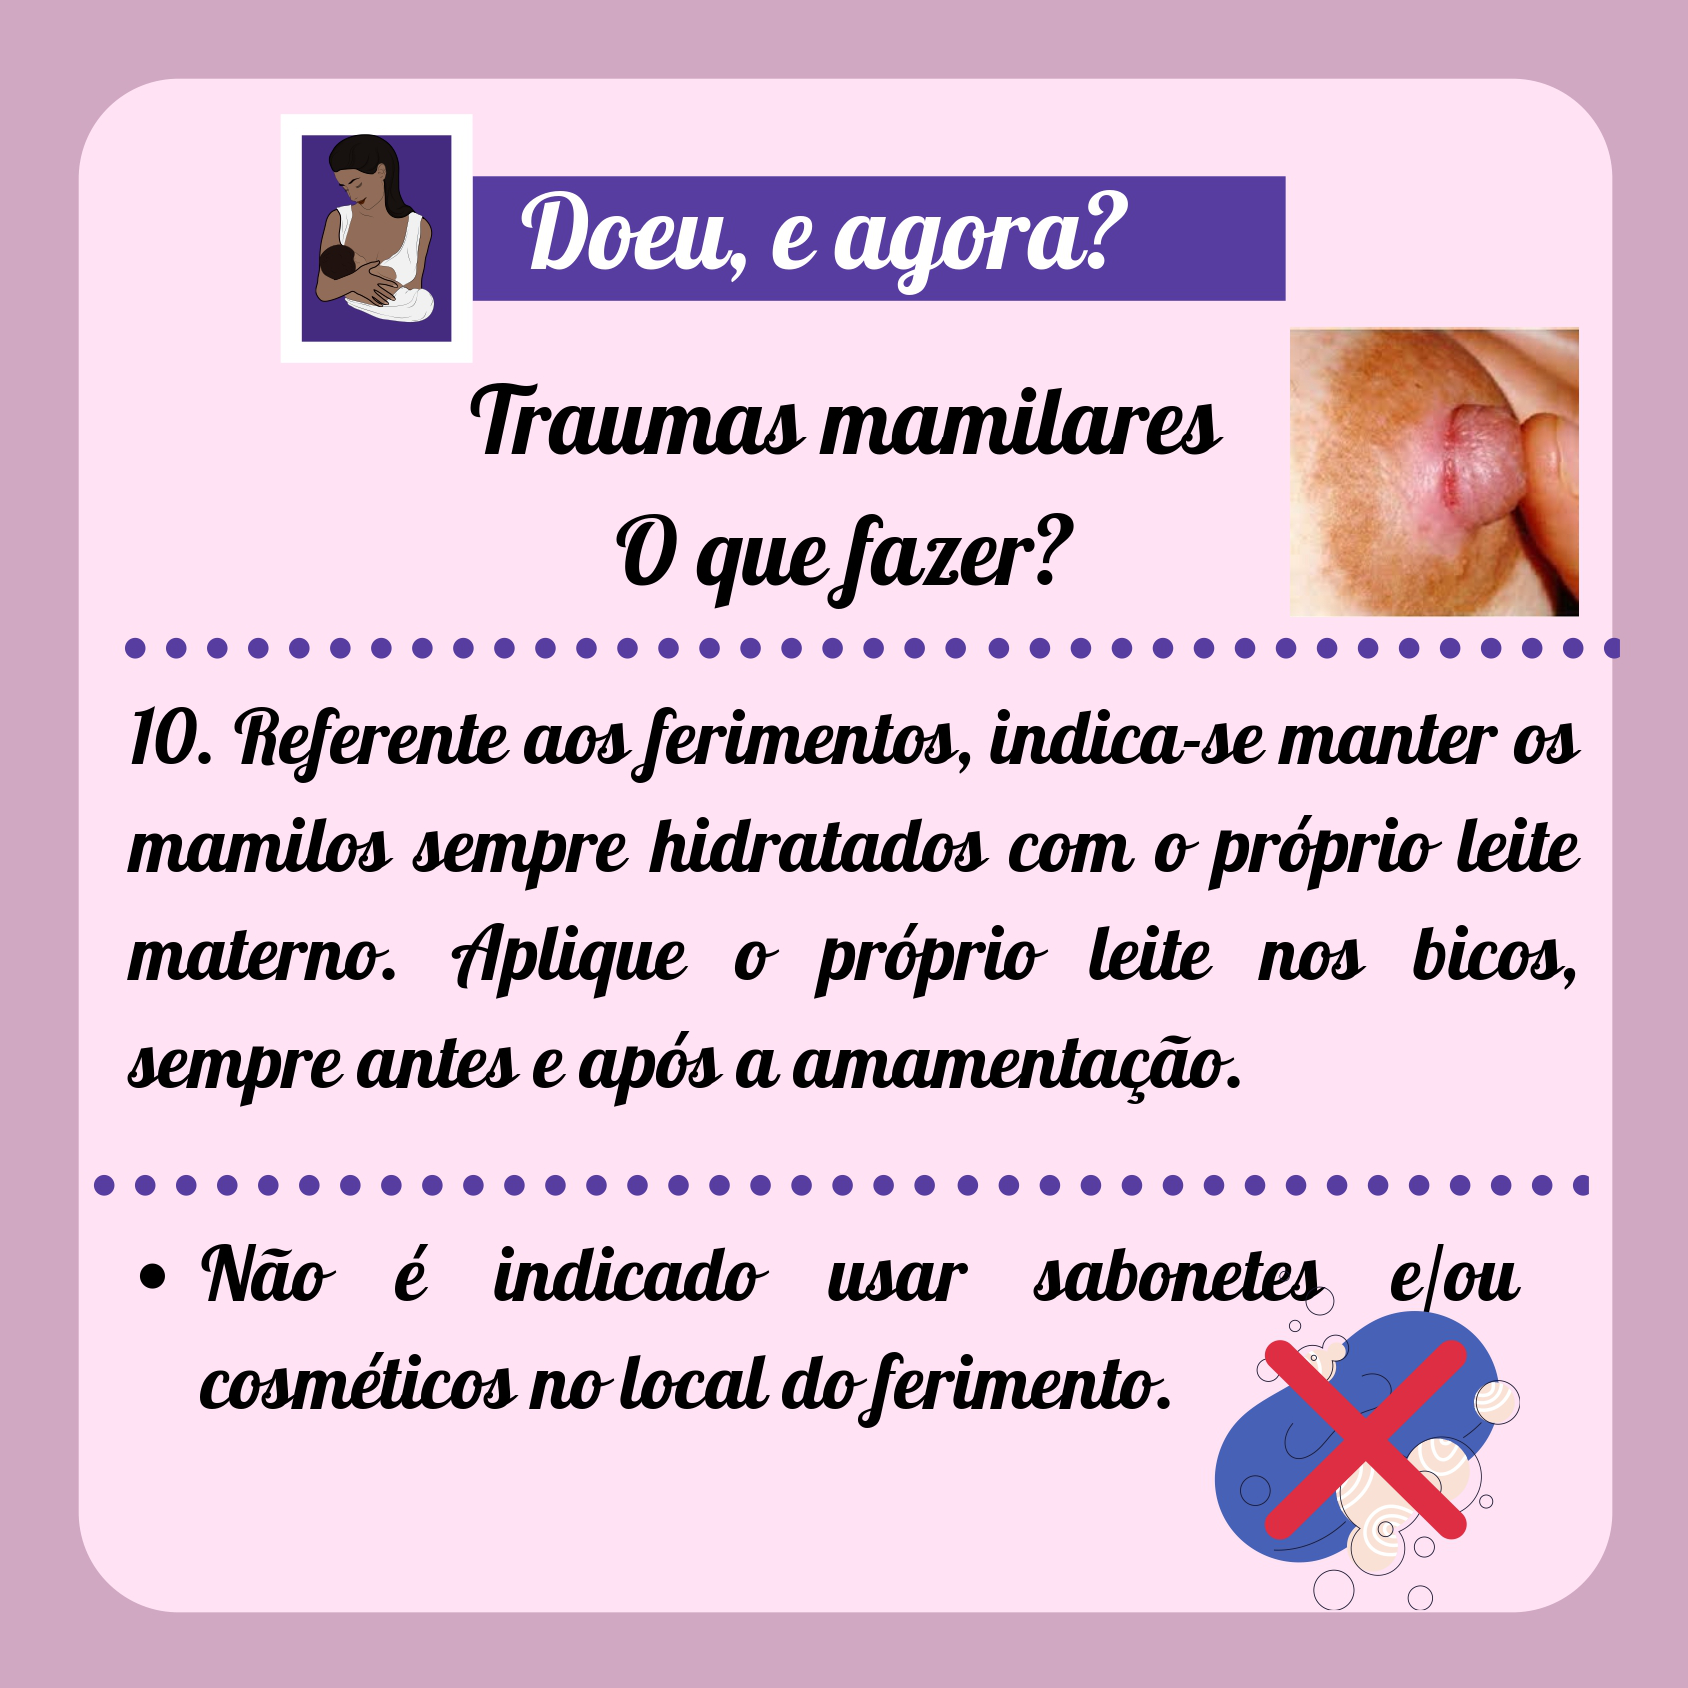 Doeu, e agora?
Traumas mamilares
O que fazer?
10. Referente aos ferimentos, indica-se manter os
mamilos sempre hidratados com o próprio leite
materno. Aplique o próprio leite nos bicos,
sempre antes e após a amamentação.
• Não é indicado usar sabonetes e/ou
cosméticos no local do ferimento.